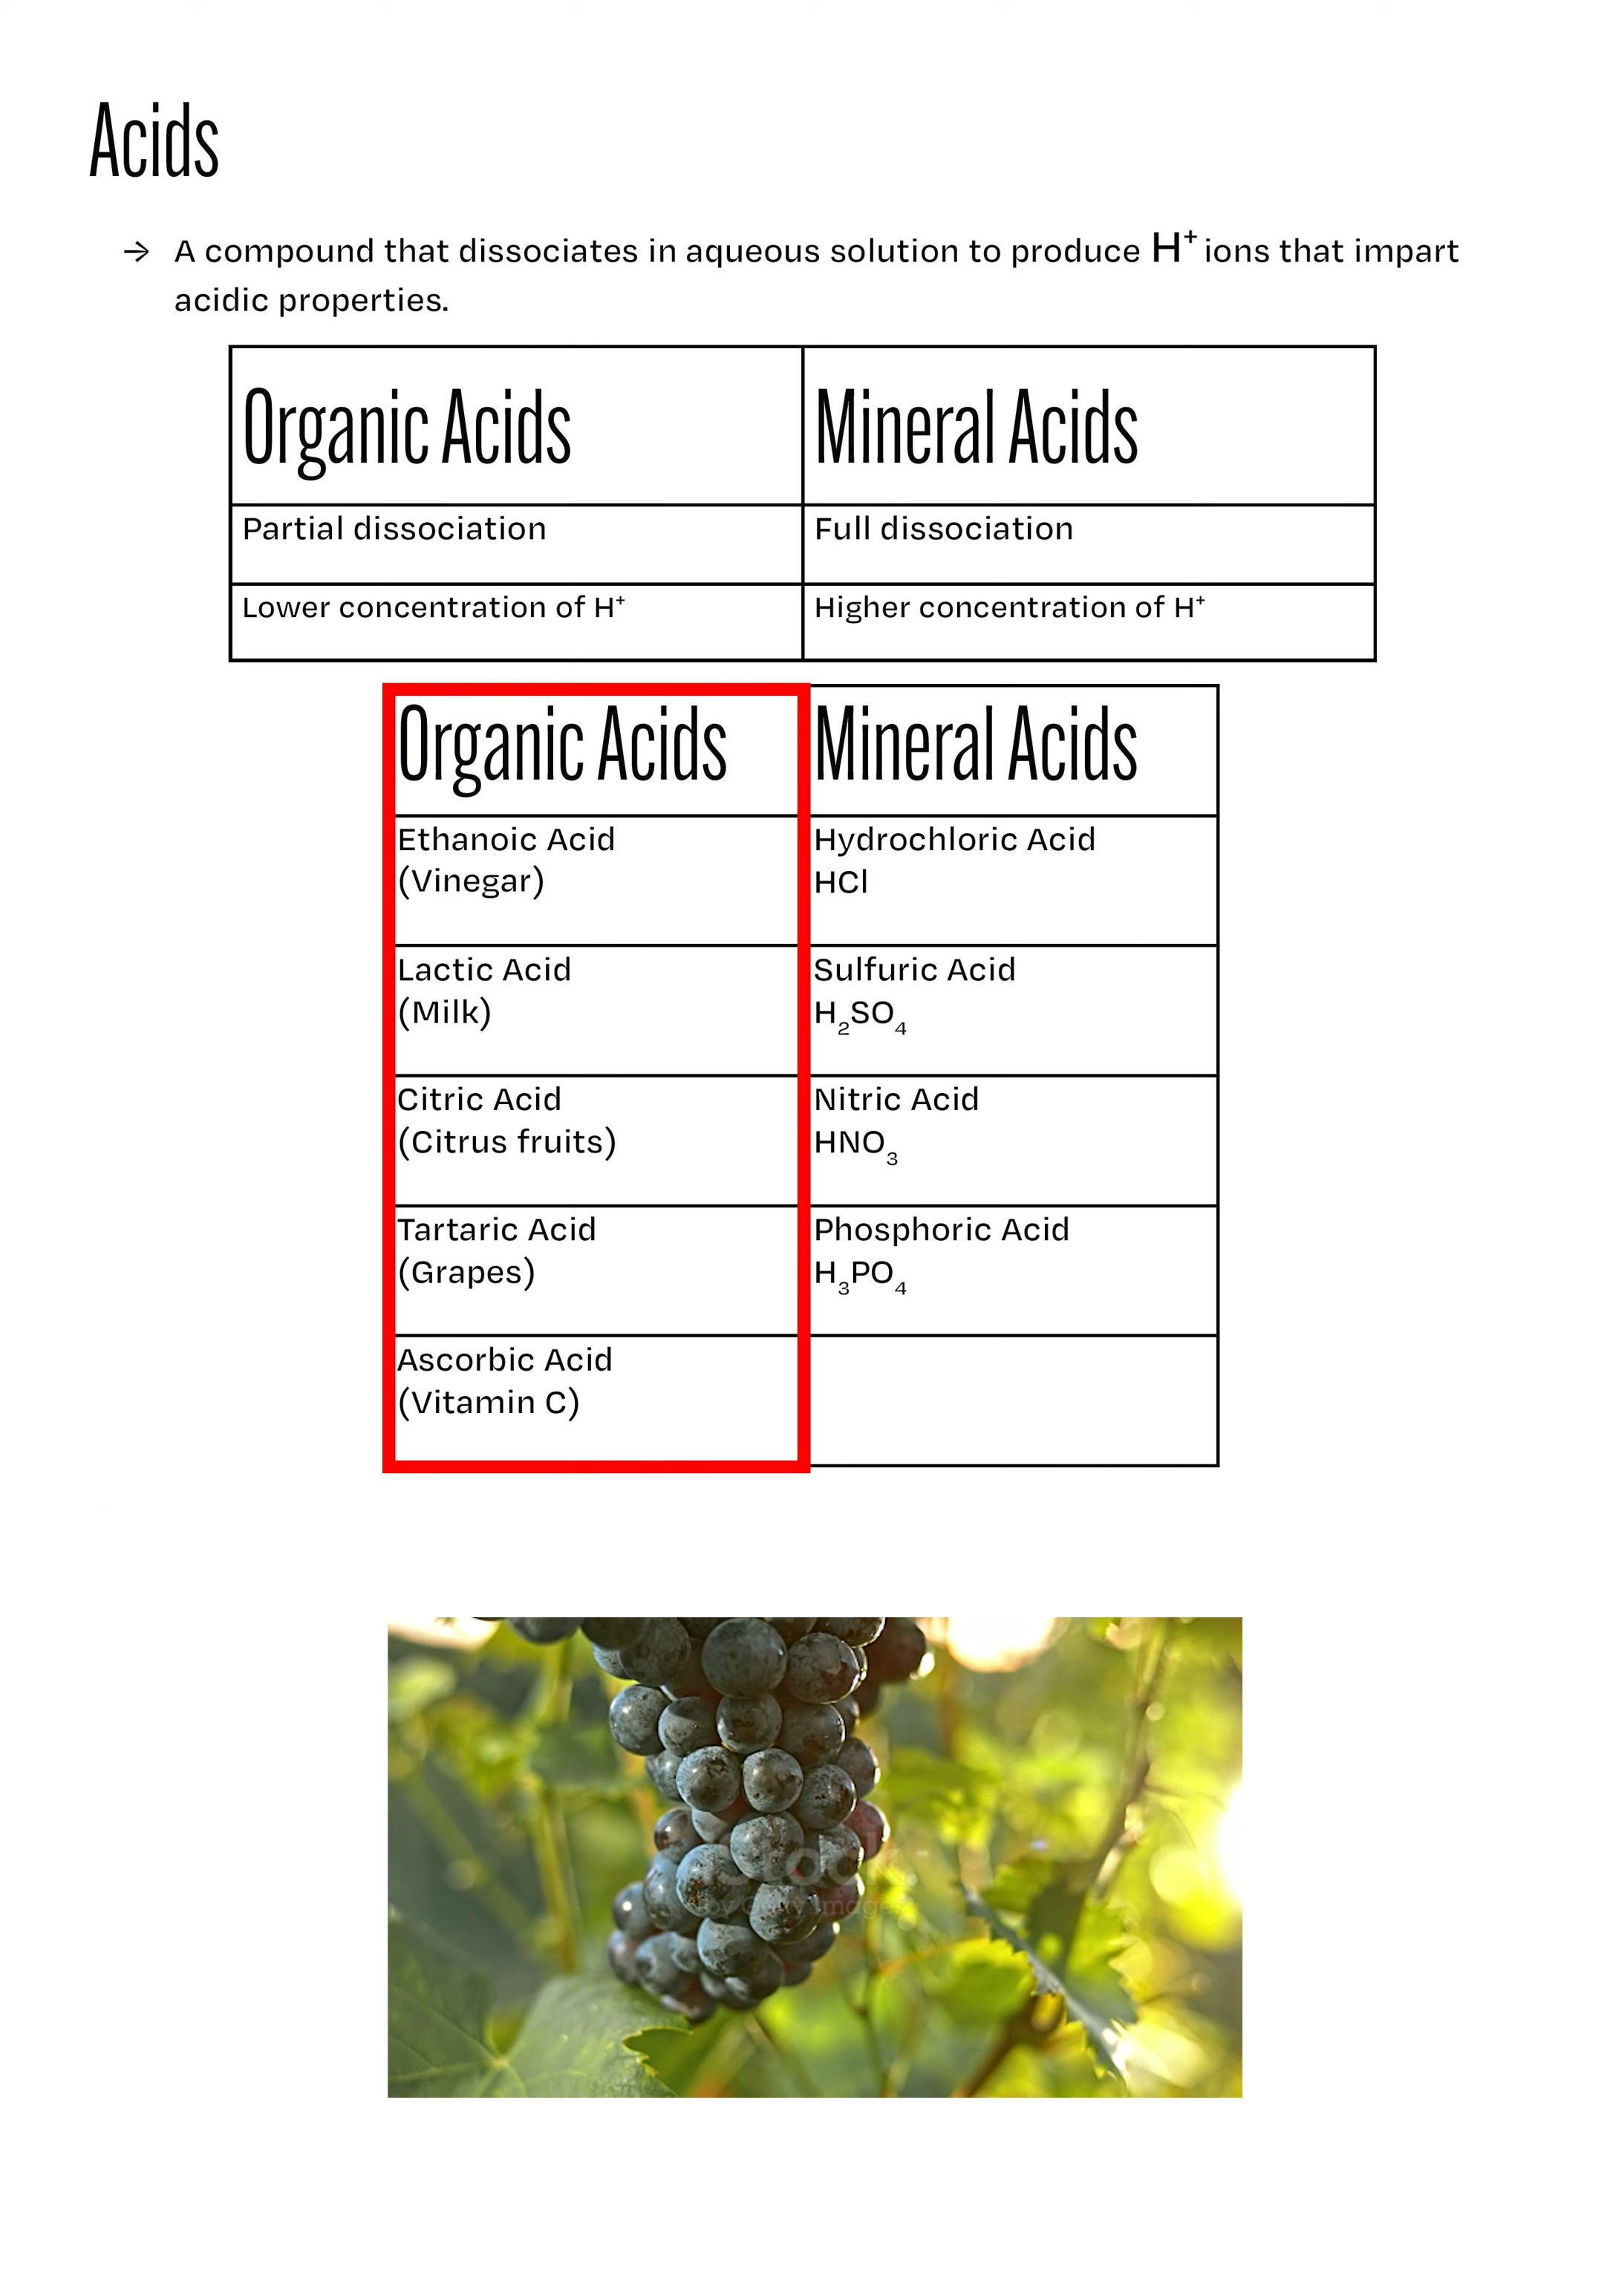 Acids
→ A compound that dissociates in aqueous solution to produce H⁺ ions that impart
acidic properties.
Organic Acids Mineral Acids
Partial dissociation Full dissociation
Lower concentration of H⁺ Higher concentration of H⁺
Organic Acids Mineral Acids
Ethanoic Acid Hydrochloric Acid
(Vinegar) HCl
Lactic Acid Sulfuric Acid
(Milk) H₂SO₄
Citric Acid Nitric Acid
(Citrus fruits) HNO₃
Tartaric Acid Phosphoric Acid
(Grapes) H₃PO₄
Ascorbic Acid
(Vitamin C)